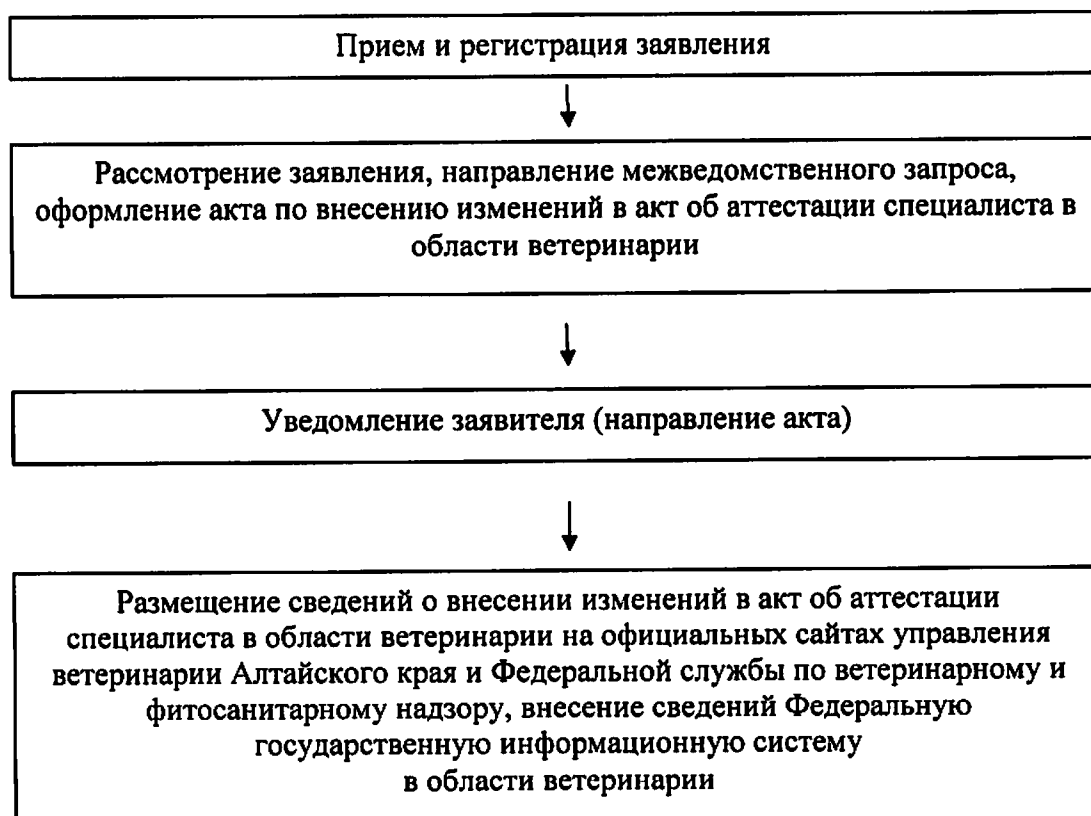 Прием и регистрация заявления
Рассмотрение заявления, направление межведомственного запроса,
оформление акта по внесению изменений в акт об аттестации специалиста в
области ветеринарии
Уведомление заявителя (направление акта)
Размещение сведений о внесении изменений в акт об аттестации
специалиста в области ветеринарии на официальных сайтах управления
ветеринарии Алтайского края и Федеральной службы по ветеринарному и
фитосанитарному надзору, внесение сведений Федеральную
государственную информационную систему
в области ветеринарии